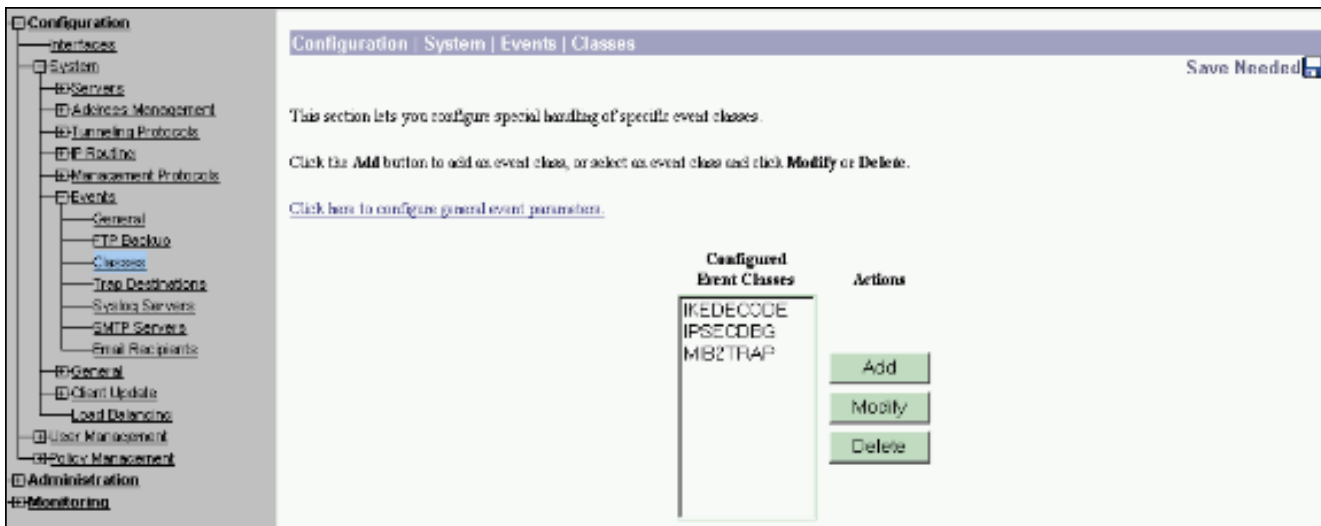 Configuration
Interfaces
System
Servers
Address Management
Tunneling Protocols
IP Routing
Management Protocols
Events
General
FTP Backup
Classes
Trap Destinations
Syslog Servers
SMTP Servers
Email Recipients
General
Client Update
Load Balancing
User Management
Policy Management
Administration
Monitoring
Configuration | System | Events | Classes
Save Needed
This section lets you configure special handling of specific event classes.
Click the Add button to add an event class, or select an event class and click Modify or Delete.
Click here to configure general event parameters.
Configured
Event Classes
Actions
IKEDECODE
IPSECDBG
MIB2TRAP
Add
Modify
Delete